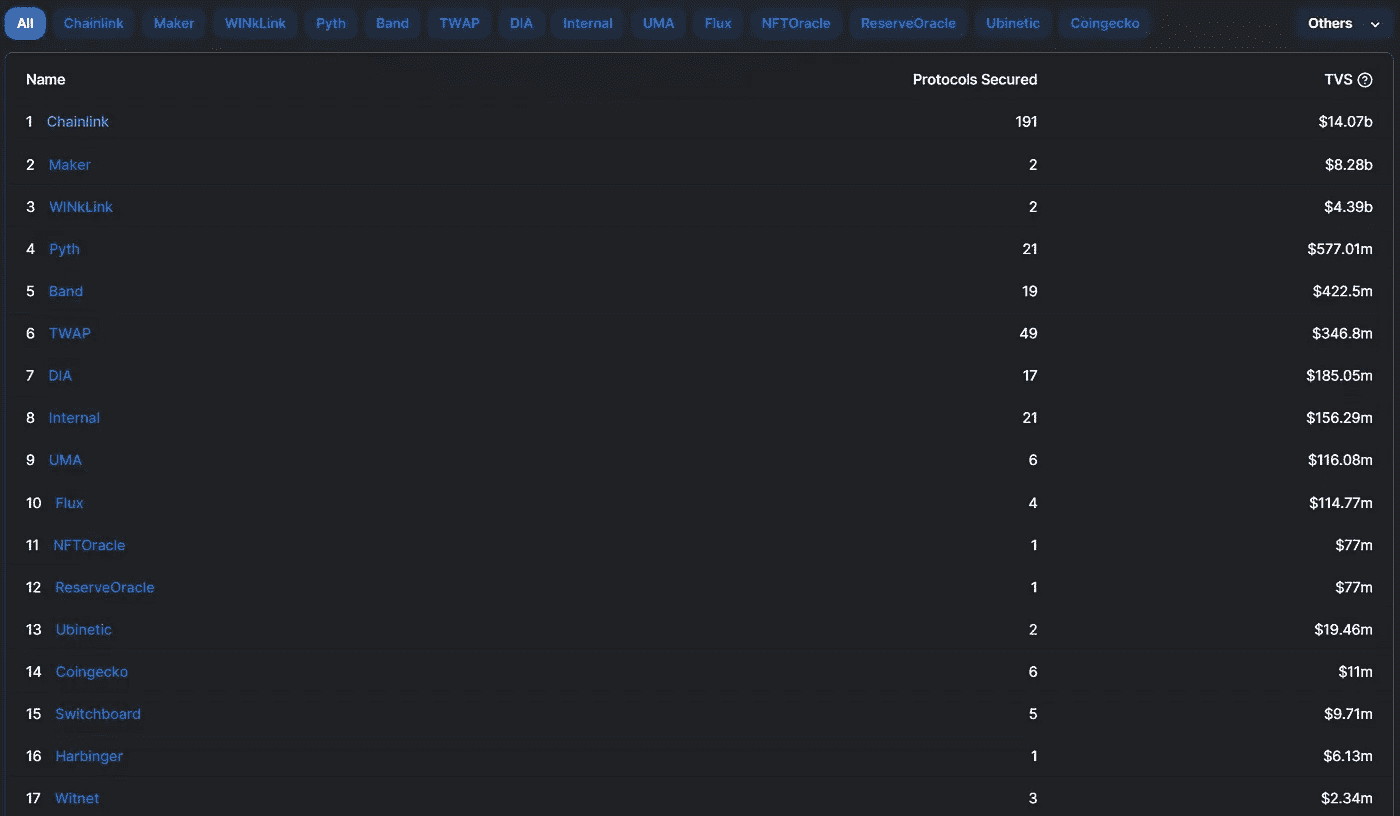 All Chainlink Maker WINkLink Pyth Band TWAP DIA Internal UMA Flux NFTOracle ReserveOracle Ubinetic Coingecko Others
Name Protocols Secured TVS ?
1 Chainlink 191 $14.07b
2 Maker 2 $8.28b
3 WINkLink 2 $4.39b
4 Pyth 21 $577.01m
5 Band 19 $422.5m
6 TWAP 49 $346.8m
7 DIA 17 $185.05m
8 Internal 21 $156.29m
9 UMA 6 $116.08m
10 Flux 4 $114.77m
11 NFTOracle 1 $77m
12 ReserveOracle 1 $77m
13 Ubinetic 2 $19.46m
14 Coingecko 6 $11m
15 Switchboard 5 $9.71m
16 Harbinger 1 $6.13m
17 Witnet 3 $2.34m